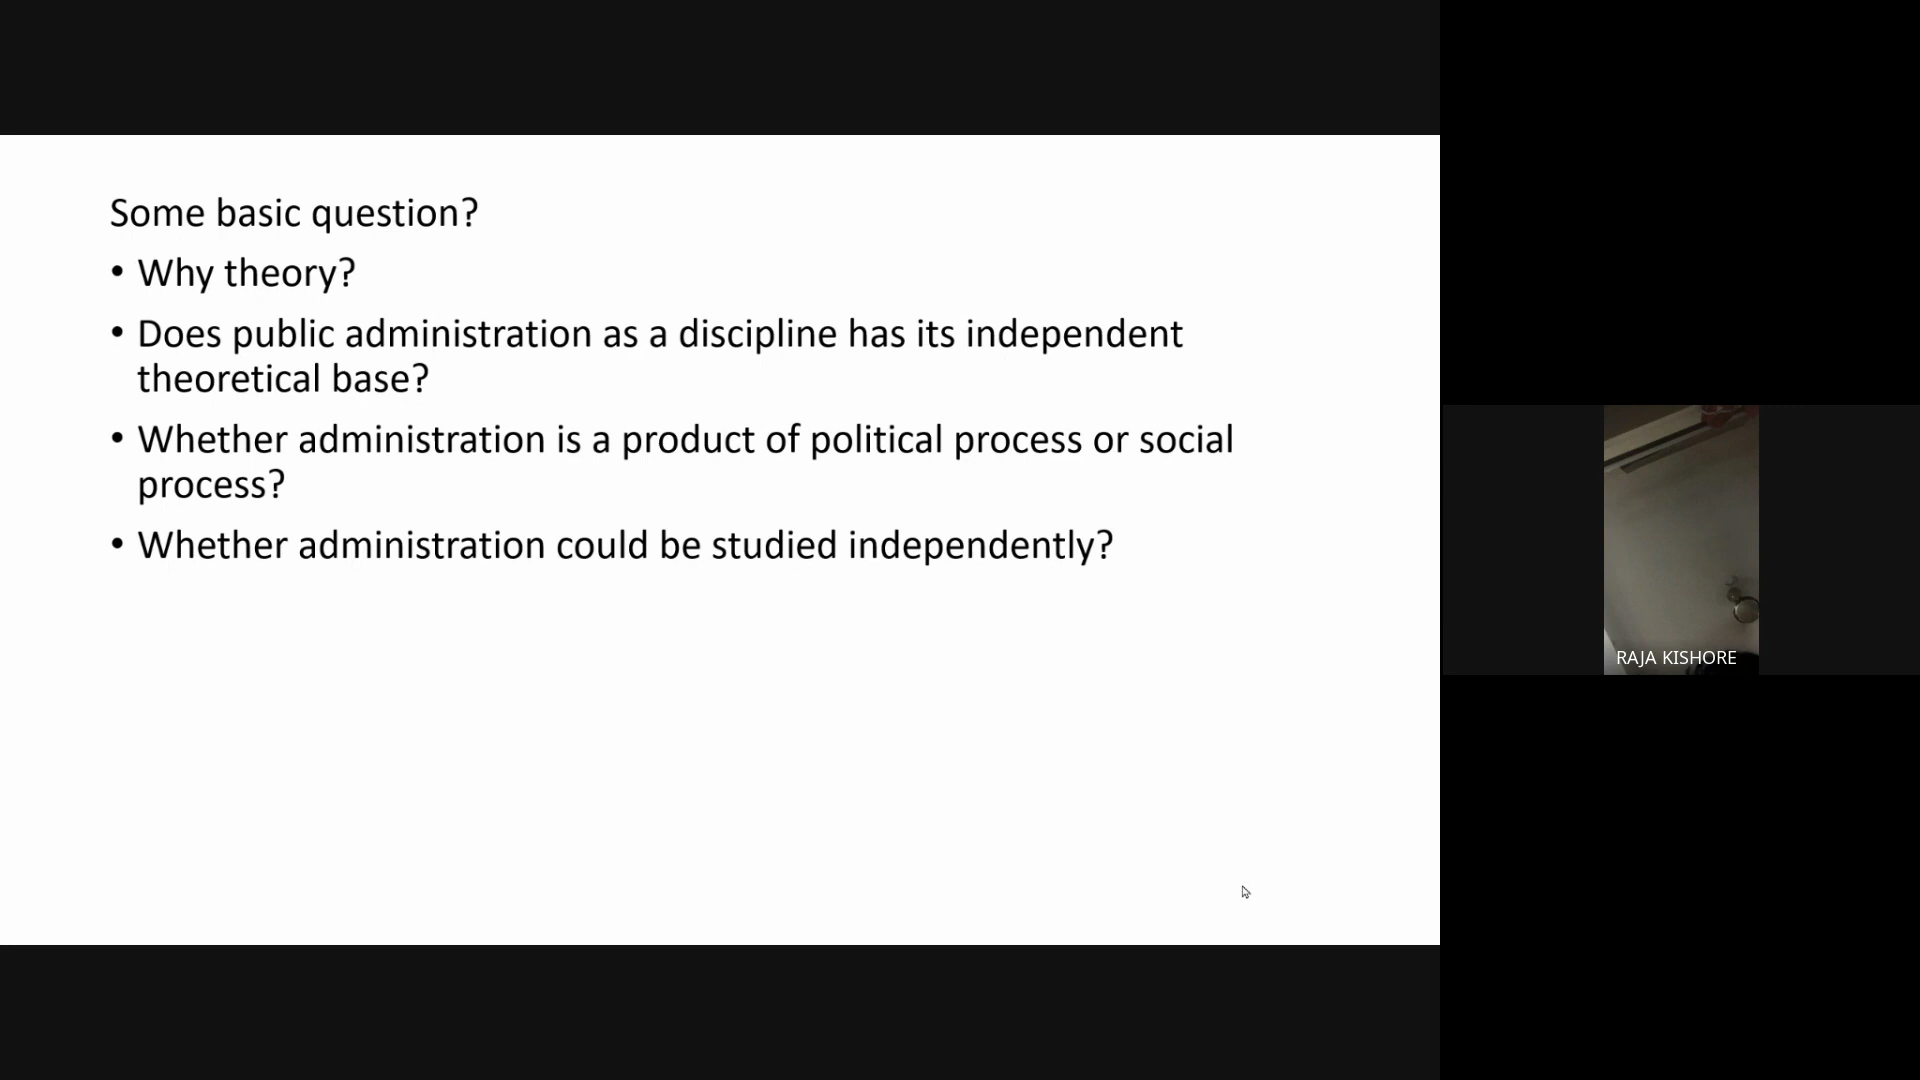 Some basic question?
• Why theory?
• Does public administration as a discipline has its independent
theoretical base?
• Whether administration is a product of political process or social
process?
• Whether administration could be studied independently?
RAJA KISHORE